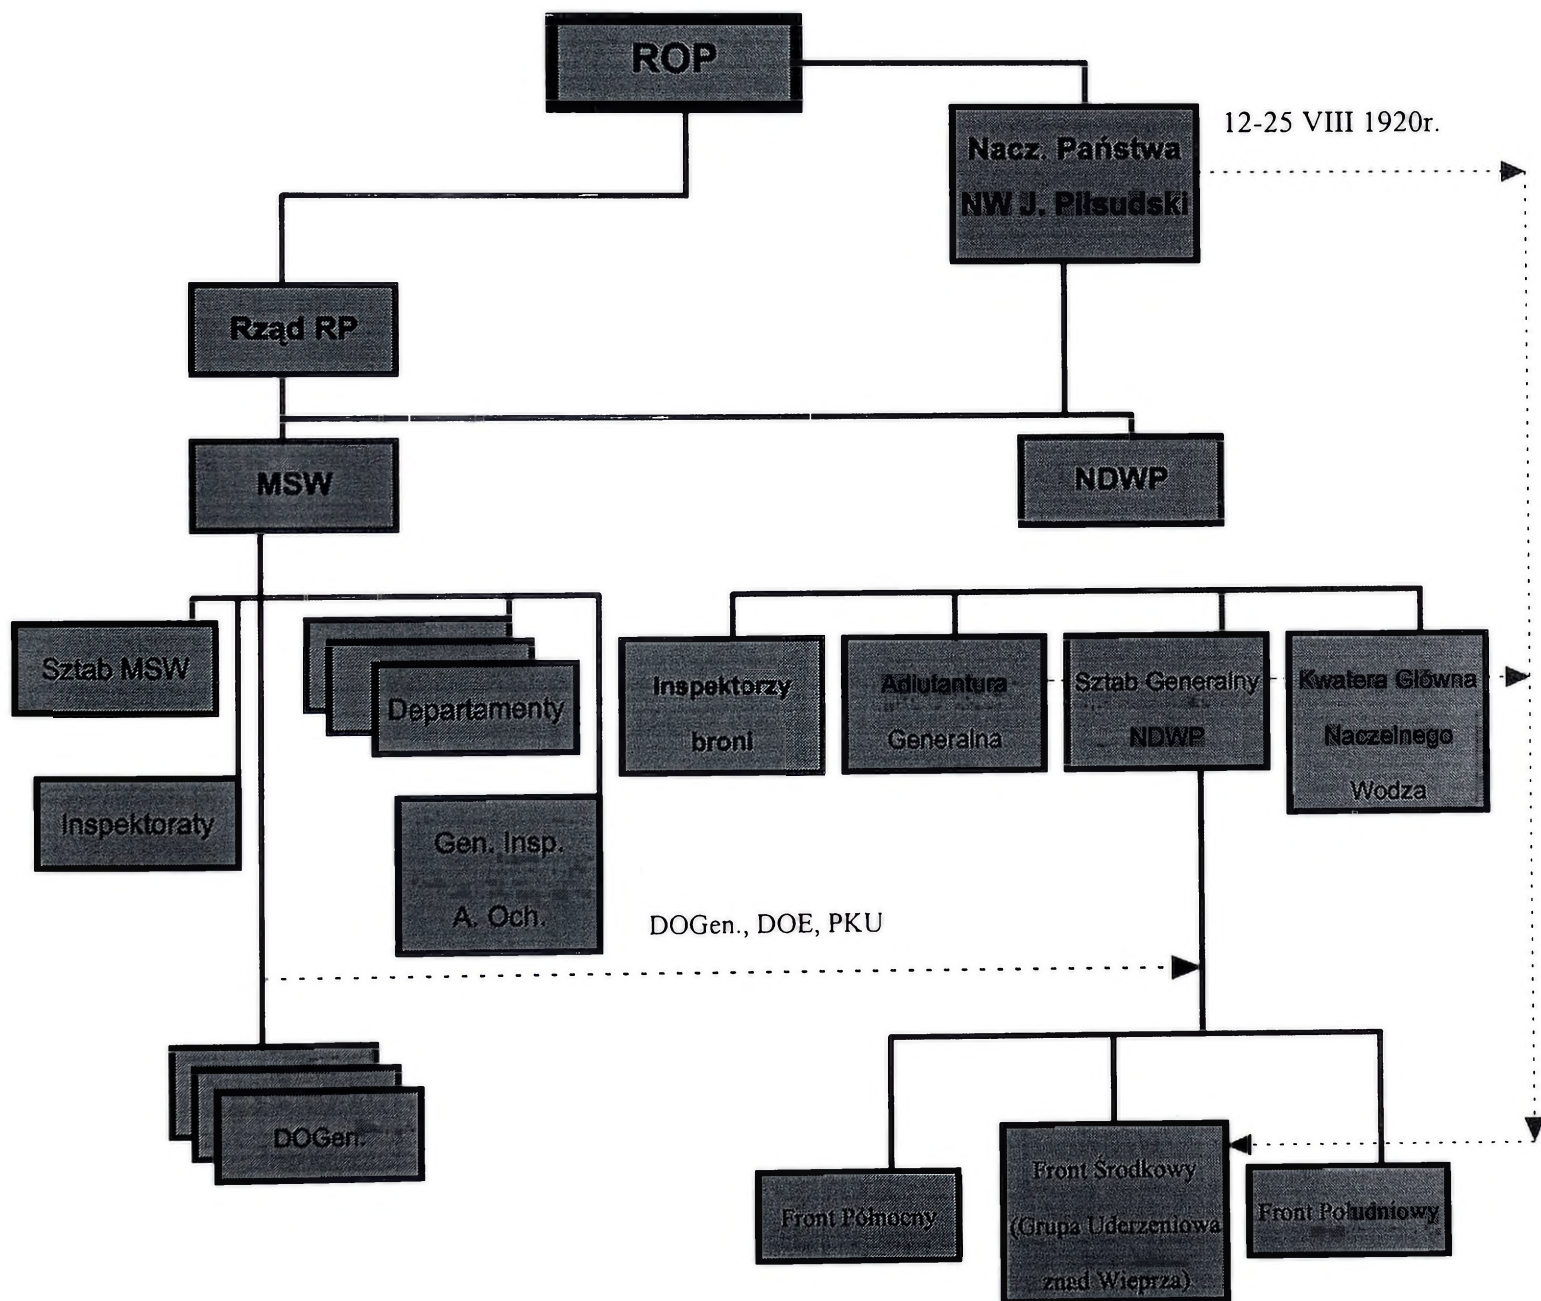 ROP
12-25 VIII 1920r.
Nacz. Państwa
NW J. Piłsudski
Rząd RP
MSW
NDWP
Sztab MSW
Departamenty
Inspektorzy
broni
Adiutantura
Generalna
Sztab Generalny
NDWP
Kwatera Główna
Naczelnego
Wodza
Inspektoraty
Gen. Insp.
A. Och.
DOGen., DOE, PKU
DOGen.
Front Północny
Front Środkowy
(Grupa Uderzeniowa
znad Wieprza)
Front Południowy